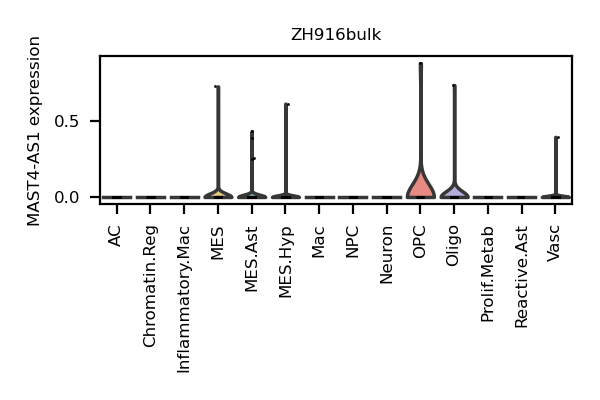 ZH916bulk
MAST4-AS1 expression
0.5
0.0
AC
Chromatin.Reg
Inflammatory.Mac
MES
MES.Ast
MES.Hyp
Mac
NPC
Neuron
OPC
Oligo
Prolif.Metab
Reactive.Ast
Vasc